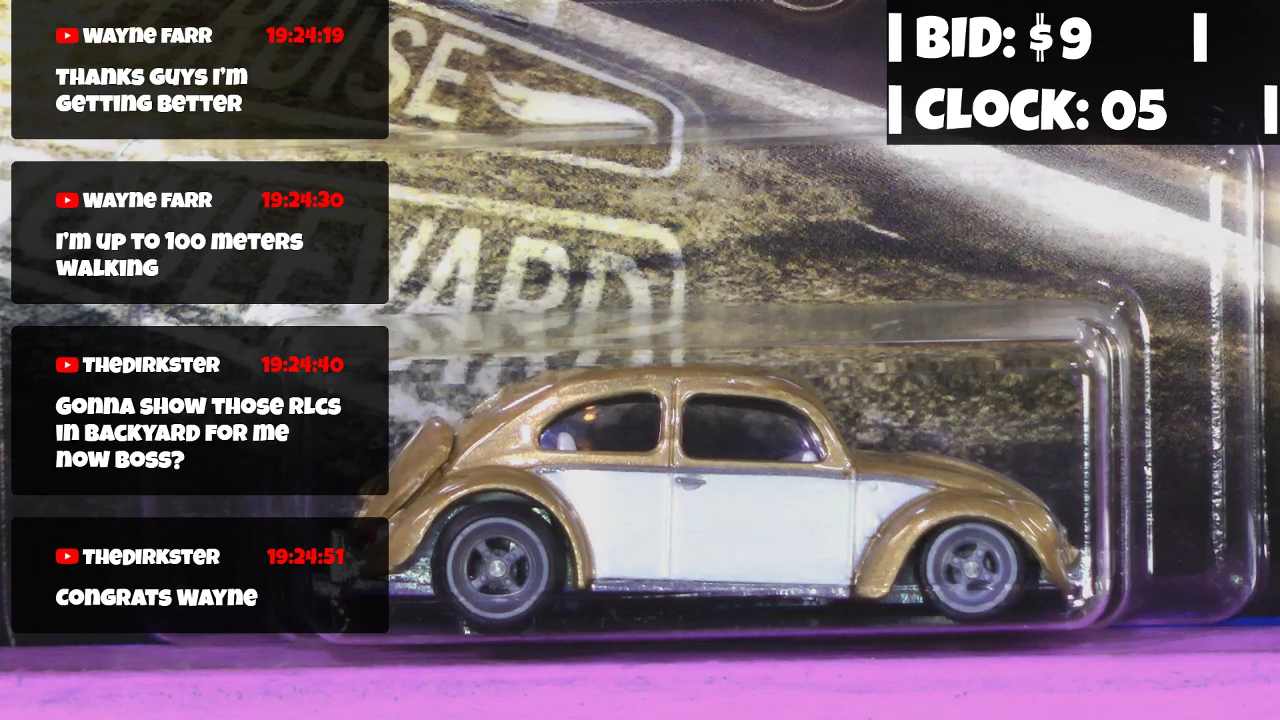 WAYNE FARR 19:24:19
THANKS GUYS I'M
GETTING BETTER
WAYNE FARR 19:24:30
I'M UP TO 100 METERS
WALKING
THEDIRKSTER 19:24:40
GONNA SHOW THOSE RLCS
IN BACKYARD FOR ME
NOW BOSS?
THEDIRKSTER 19:24:51
CONGRATS WAYNE
| BID: $9 |
| CLOCK: 05 |